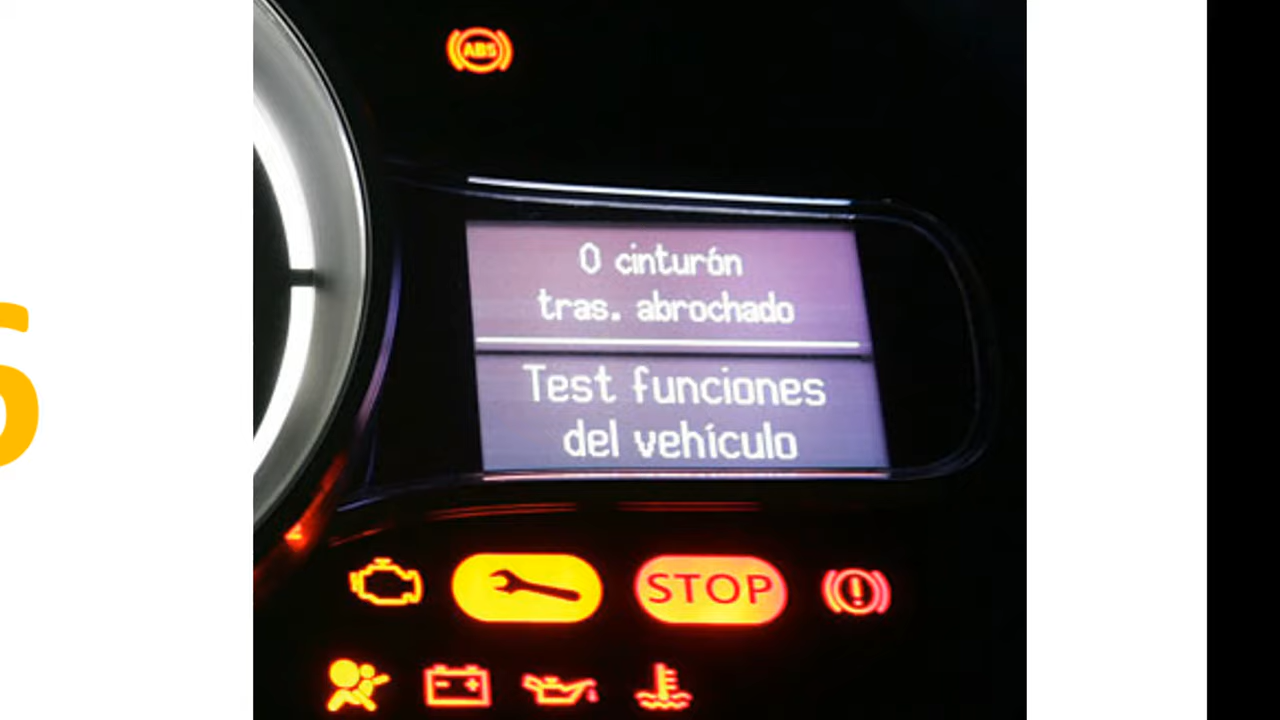 ABS
0 cinturón
tras. abrochado
Test funciones
del vehículo
STOP